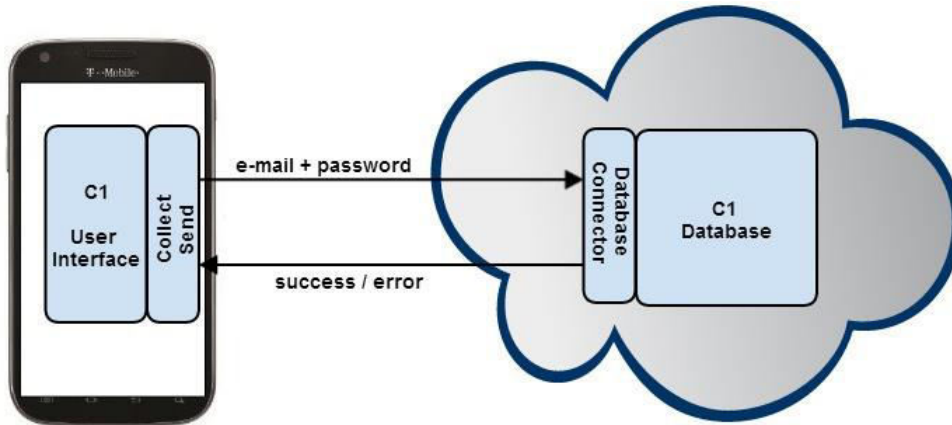 T··Mobile·
C1
User
Interface
Collect
Send
e-mail + password
success / error
Database
Connector
C1
Database